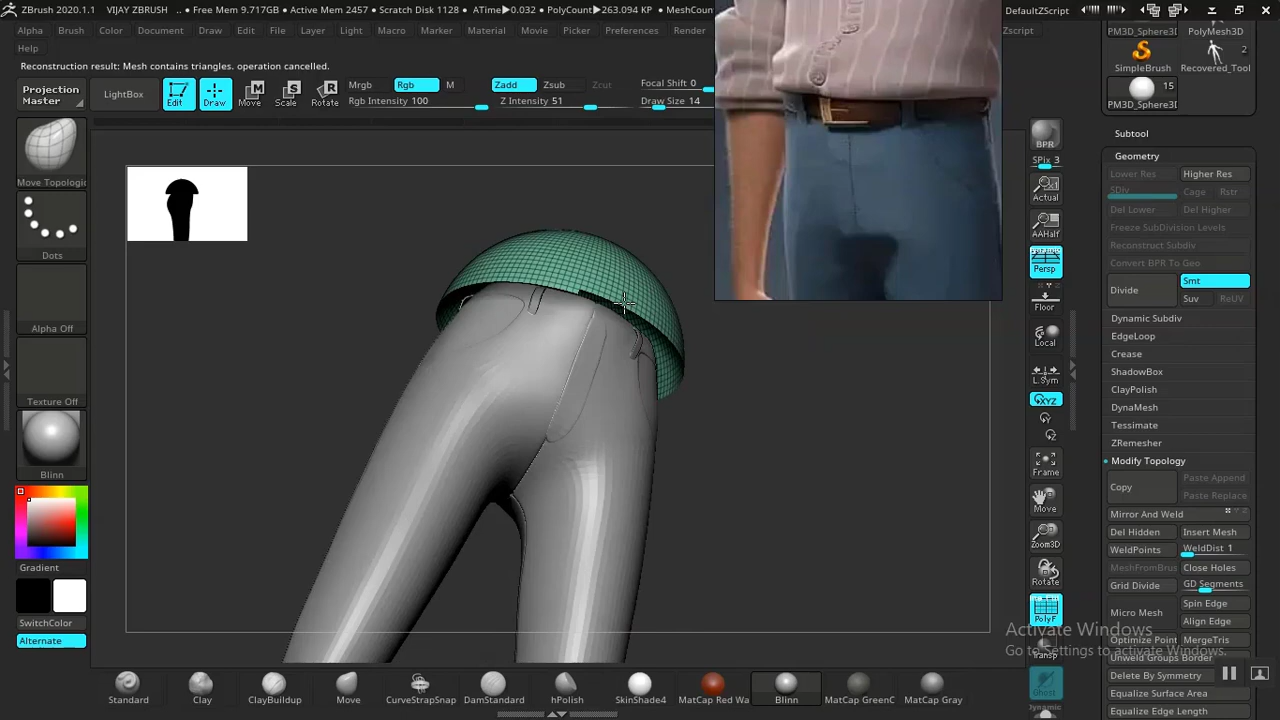 ZBrush 2020.1.1 VIJAY ZBRUSH .. • Free Mem 9.717GB • Active Mem 2457 • Scratch Disk 1128 • ATime▶0.032 • PolyCount▶263.094 KP • MeshCoun
DefaultZScript
Alpha Brush Color Document Draw Edit File Layer Light Macro Marker Material Movie Picker Preferences Render
Zscript
Help
Reconstruction result: Mesh contains triangles. operation cancelled.
Projection Master
LightBox
Edit
Draw
Move
Scale
Rotate
Mrgb Rgb M
Rgb Intensity 100
Zadd Zsub Zcut
Z Intensity 51
Focal Shift 0
Draw Size 14
Move Topologic
Dots
Alpha Off
Texture Off
Blinn
Gradient
SwitchColor
Alternate
Standard
Clay
ClayBuildup
Move
CurveStrapSnap
DamStandard
hPolish
SkinShade4
MatCap Red Wa
Blinn
MatCap GreenC
MatCap Gray
BPR
SPix 3
Actual
AAHalf
Persp
Floor
Local
L.Sym
XYZ
Y
Z
Frame
Move
Zoom3D
Rotate
PolyF
Transp
Ghost
Dynamic
PM3D_Sphere3D
PolyMesh3D
SimpleBrush
2
Recovered_Tool
15
PM3D_Sphere3D
Subtool
Geometry
Lower Res Higher Res
SDiv Cage Rstr
Del Lower Del Higher
Freeze SubDivision Levels
Reconstruct Subdiv
Convert BPR To Geo
Divide
Smt
Suv ReUV
Dynamic Subdiv
EdgeLoop
Crease
ShadowBox
ClayPolish
DynaMesh
Tessimate
ZRemesher
Modify Topology
Copy
Paste Append
Paste Replace
Mirror And Weld
Del Hidden Insert Mesh
WeldPoints WeldDist 1
MeshFromBrus Close Holes
Grid Divide GD Segments
Micro Mesh
Spin Edge
Align Edge
Optimize Point MergeTris
Unweld Groups Border
Delete By Symmetry
Equalize Surface Area
Equalize Edge Length
Activate Windows
Go to Settings to activate Windows.